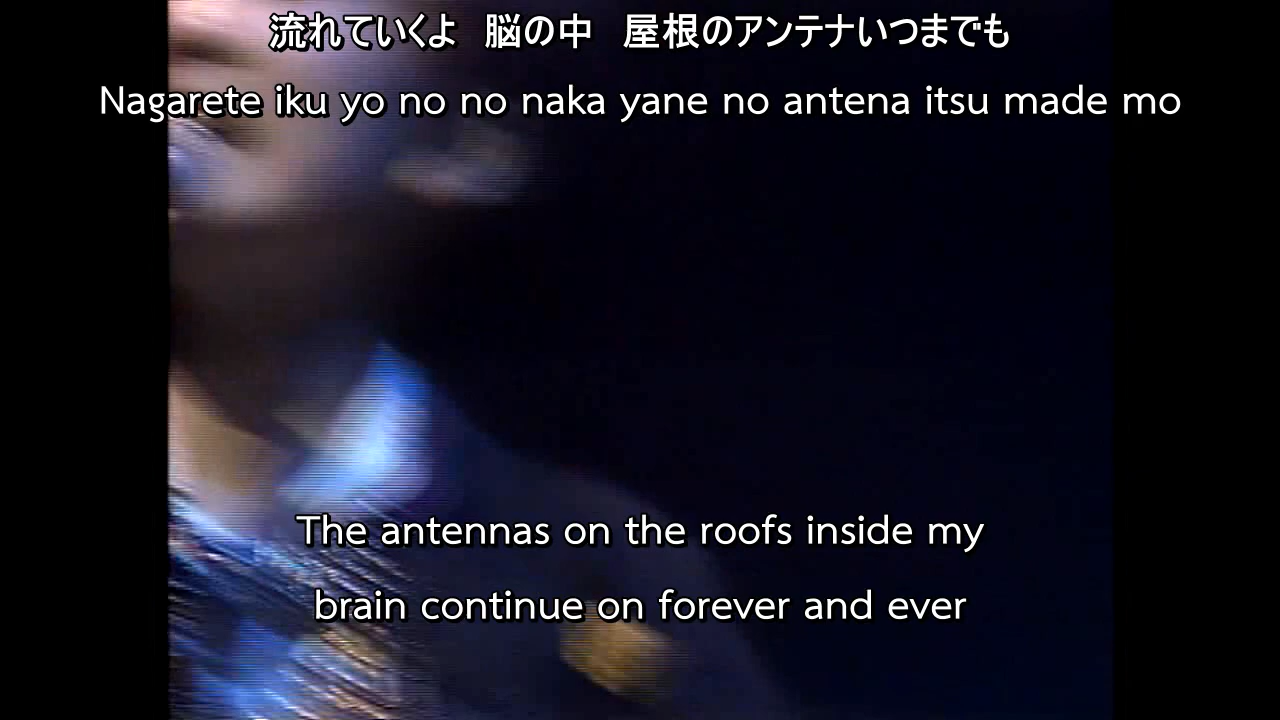 流れていくよ　脳の中　屋根のアンテナいつまでも
Nagarete iku yo no no naka yane no antena itsu made mo
The antennas on the roofs inside my
brain continue on forever and ever